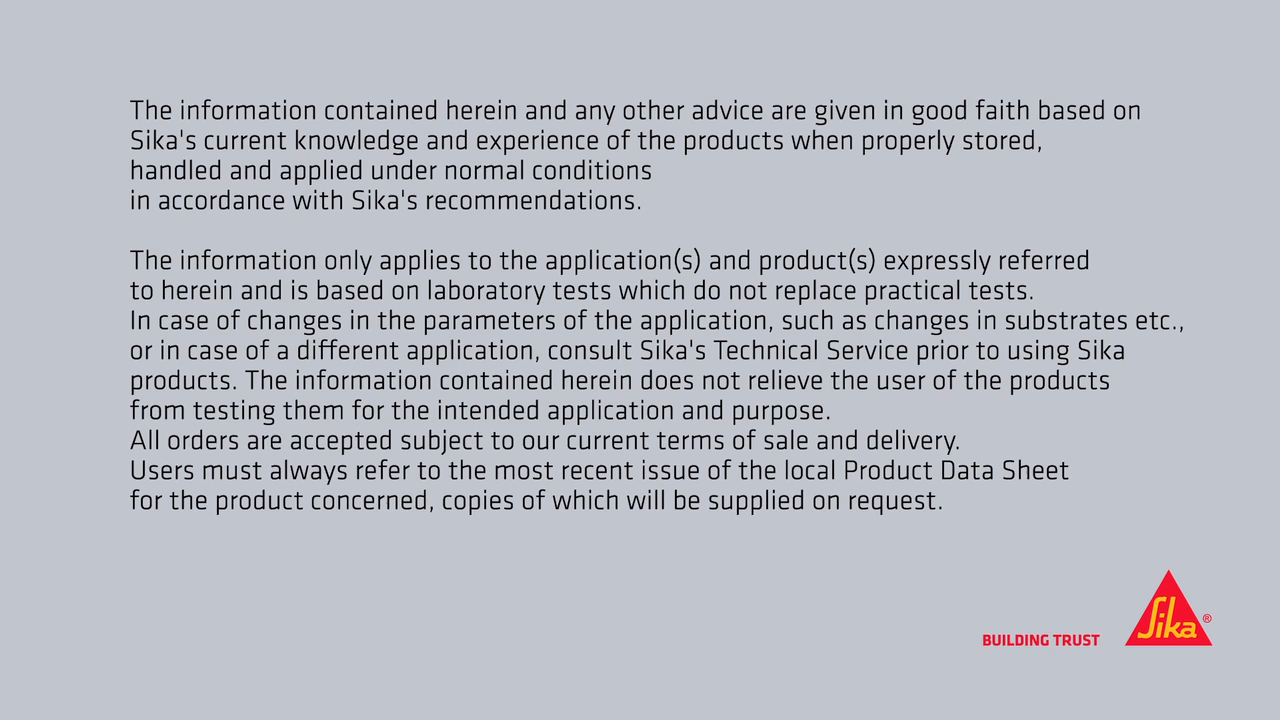 The information contained herein and any other advice are given in good faith based on
Sika's current knowledge and experience of the products when properly stored,
handled and applied under normal conditions
in accordance with Sika's recommendations.
The information only applies to the application(s) and product(s) expressly referred
to herein and is based on laboratory tests which do not replace practical tests.
In case of changes in the parameters of the application, such as changes in substrates etc.,
or in case of a different application, consult Sika's Technical Service prior to using Sika
products. The information contained herein does not relieve the user of the products
from testing them for the intended application and purpose.
All orders are accepted subject to our current terms of sale and delivery.
Users must always refer to the most recent issue of the local Product Data Sheet
for the product concerned, copies of which will be supplied on request.
BUILDING TRUST
Sika®